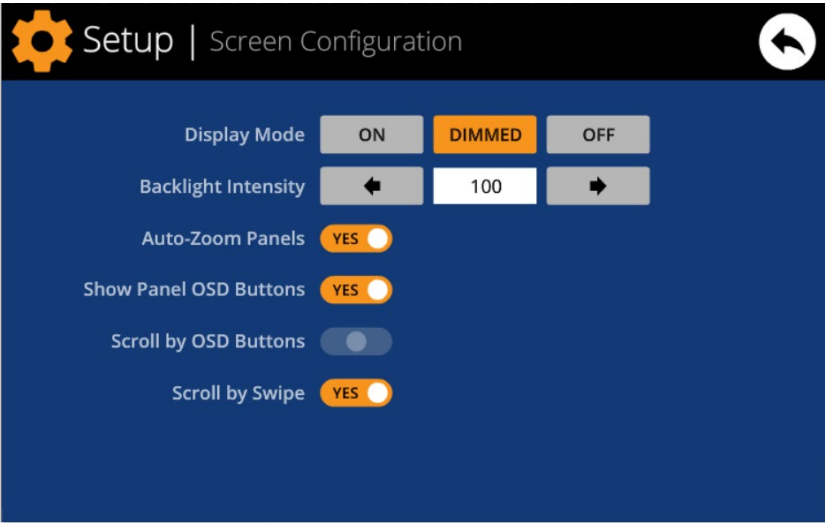 Setup | Screen Configuration
Display Mode ON DIMMED OFF
Backlight Intensity 100
Auto-Zoom Panels YES
Show Panel OSD Buttons YES
Scroll by OSD Buttons
Scroll by Swipe YES